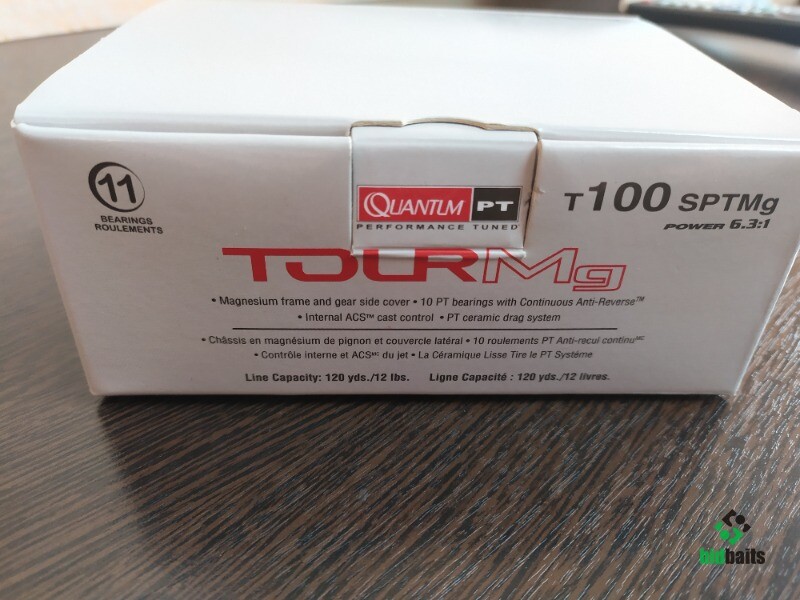 11
BEARINGS
ROULEMENTS
QUANTUM PT
PERFORMANCE TUNED
T100 SPTMg
POWER 6.3:1
TOURMg
• Magnesium frame and gear side cover • 10 PT bearings with Continuous Anti-Reverse™
• Internal ACS™ cast control • PT ceramic drag system
• Châssis en magnésium de pignon et couvercle latéral • 10 roulements PT Anti-recul continuMC
• Contrôle interne et ACSMC du jet • La Céramique Lisse Tire le PT Système
Line Capacity: 120 yds./12 lbs. Ligne Capacité : 120 yds./12 livres.
bidbaits